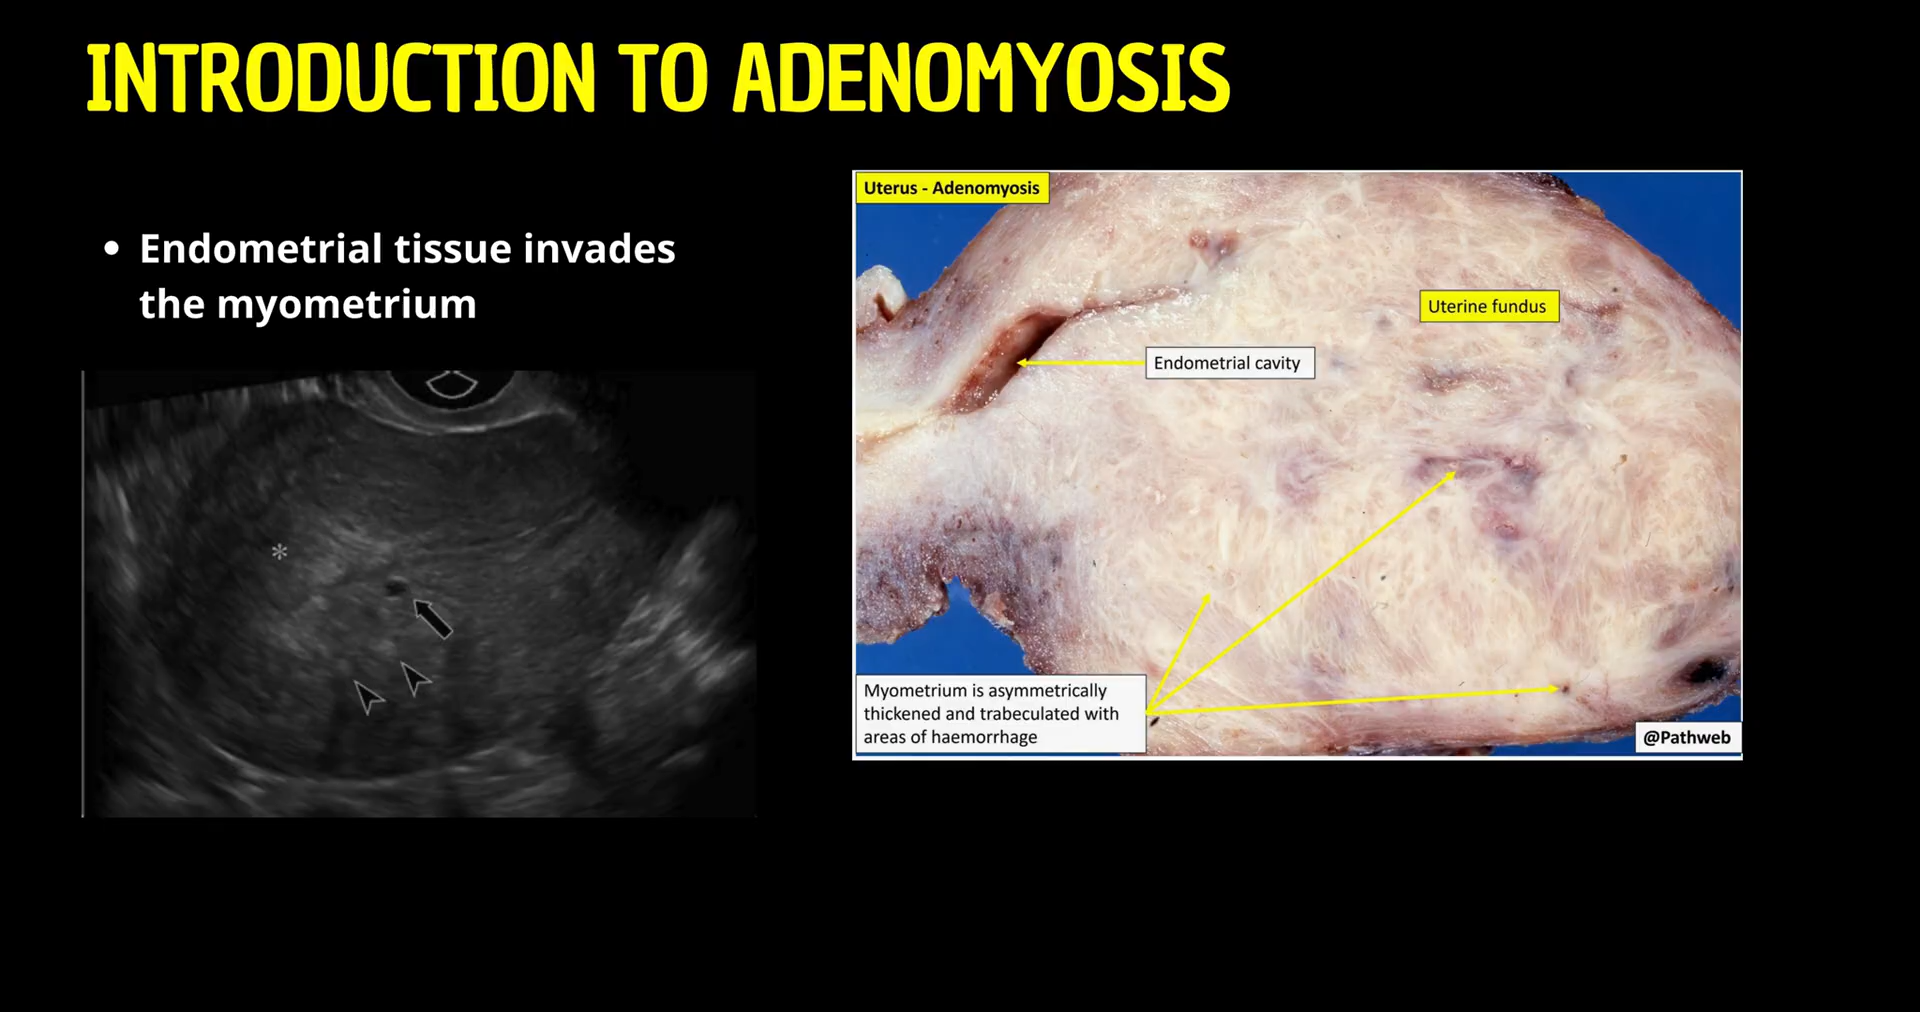 INTRODUCTION TO ADENOMYOSIS
• Endometrial tissue invades
the myometrium
*
Uterus - Adenomyosis
Uterine fundus
Endometrial cavity
Myometrium is asymmetrically
thickened and trabeculated with
areas of haemorrhage
@Pathweb